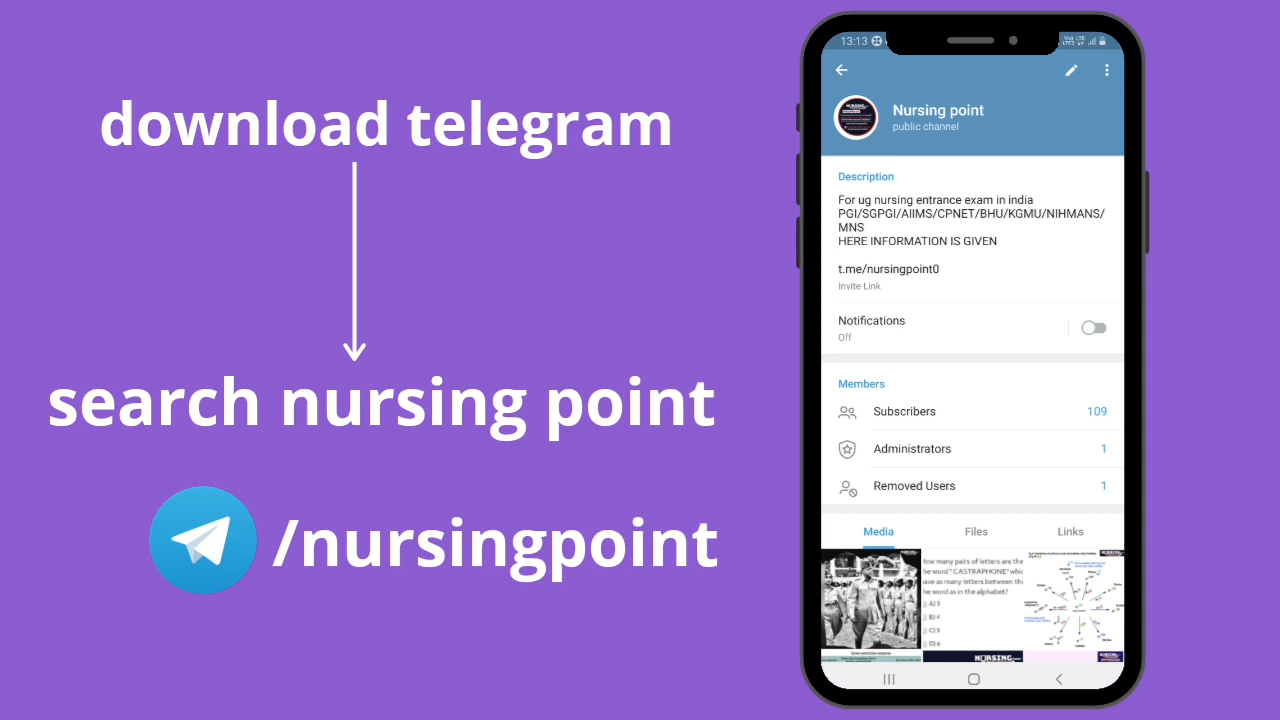 download telegram
search nursing point
/nursingpoint
13:13
Nursing point
public channel
Description
For ug nursing entrance exam in india
PGI/SGPGI/AIIMS/CPNET/BHU/KGMU/NIHMANS/
MNS
HERE INFORMATION IS GIVEN
t.me/nursingpoint0
Invite Link
Notifications
Off
Members
Subscribers 109
Administrators 1
Removed Users 1
Media Files Links
How many pairs of letters are the
he word "CASTRAPHONE" whic
ave as many letters between th
he word as in the alphabet?
A) 3
B) 4
C) 5
D) 6
NURSING